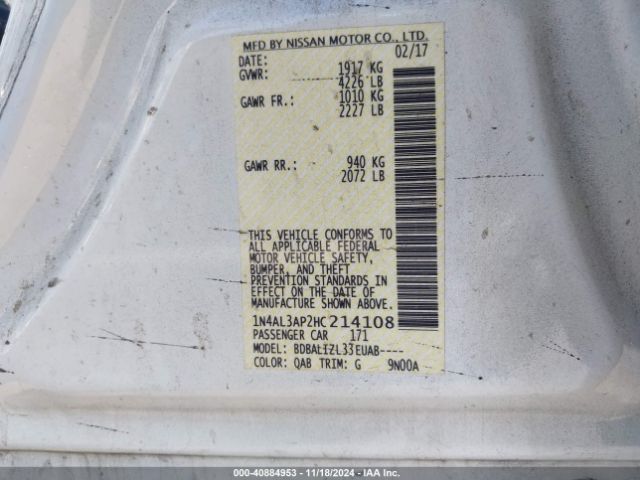 MFD BY NISSAN MOTOR CO., LTD.
DATE: 02/17
GVWR: 1917 KG
4226 LB
GAWR FR.: 1010 KG
2227 LB
GAWR RR.: 940 KG
2072 LB
THIS VEHICLE CONFORMS TO
ALL APPLICABLE FEDERAL
MOTOR VEHICLE SAFETY,
BUMPER, AND THEFT
PREVENTION STANDARDS IN
EFFECT ON THE DATE OF
MANUFACTURE SHOWN ABOVE.
1N4AL3AP2HC214108
PASSENGER CAR 171
MODEL: BDBALIZL33EUAB----
COLOR: QAB TRIM: G 9N00A
000-40884953 - 11/18/2024 - IAA Inc.